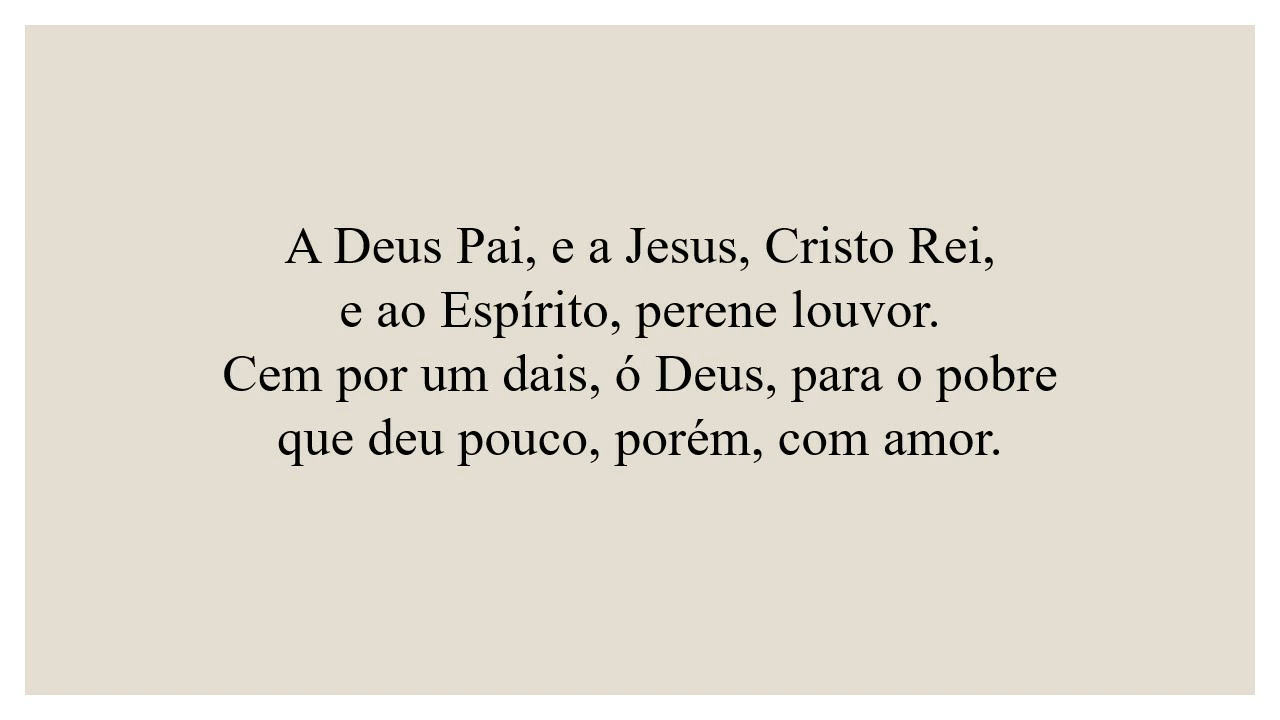 A Deus Pai, e a Jesus, Cristo Rei,
e ao Espírito, perene louvor.
Cem por um dais, ó Deus, para o pobre
que deu pouco, porém, com amor.